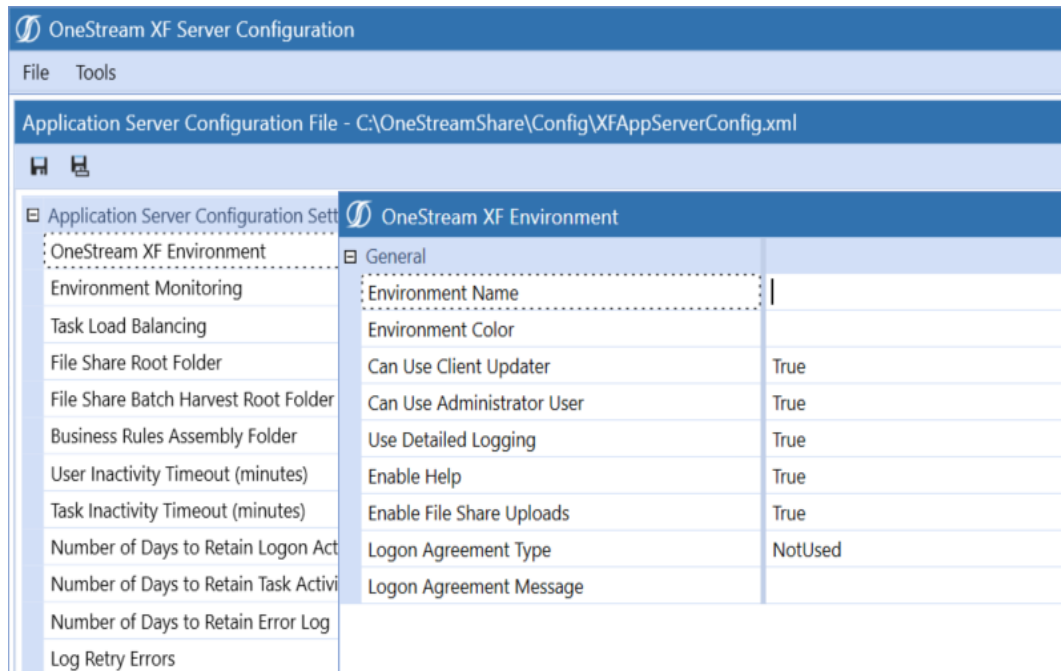 OneStream XF Server Configuration
File Tools
Application Server Configuration File - C:\OneStreamShare\Config\XFAppServerConfig.xml
Application Server Configuration Sett
OneStream XF Environment
Environment Monitoring
Task Load Balancing
File Share Root Folder
File Share Batch Harvest Root Folder
Business Rules Assembly Folder
User Inactivity Timeout (minutes)
Task Inactivity Timeout (minutes)
Number of Days to Retain Logon Act
Number of Days to Retain Task Activi
Number of Days to Retain Error Log
Log Retry Errors
OneStream XF Environment
General
Environment Name
Environment Color
Can Use Client Updater True
Can Use Administrator User True
Use Detailed Logging True
Enable Help True
Enable File Share Uploads True
Logon Agreement Type NotUsed
Logon Agreement Message